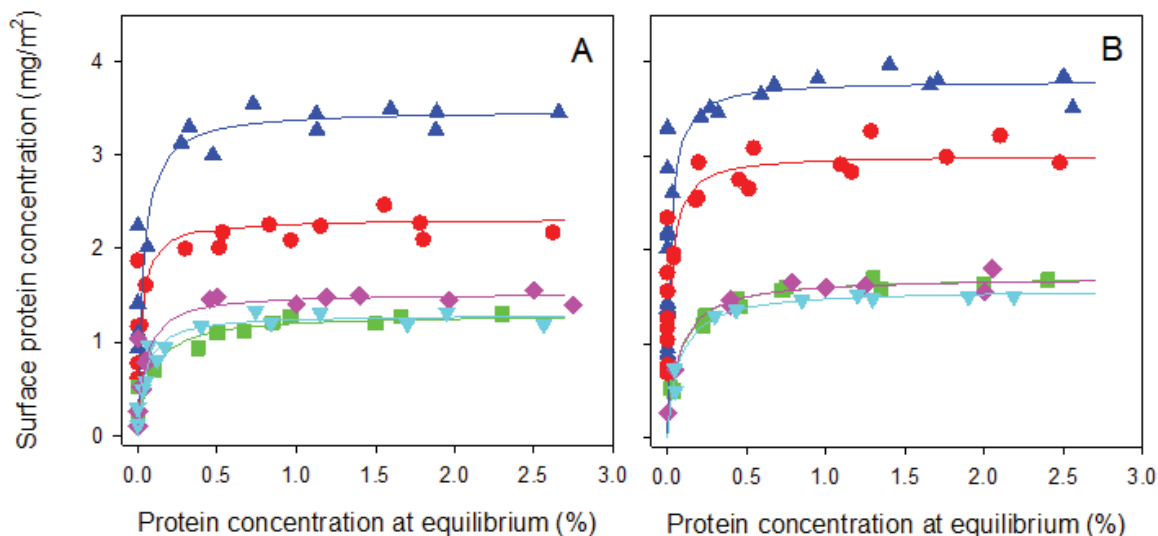 A
B
Surface protein concentration (mg/m²)
4
3
2
1
0
0.0 0.5 1.0 1.5 2.0 2.5 3.0
0.0 0.5 1.0 1.5 2.0 2.5 3.0
Protein concentration at equilibrium (%)
Protein concentration at equilibrium (%)